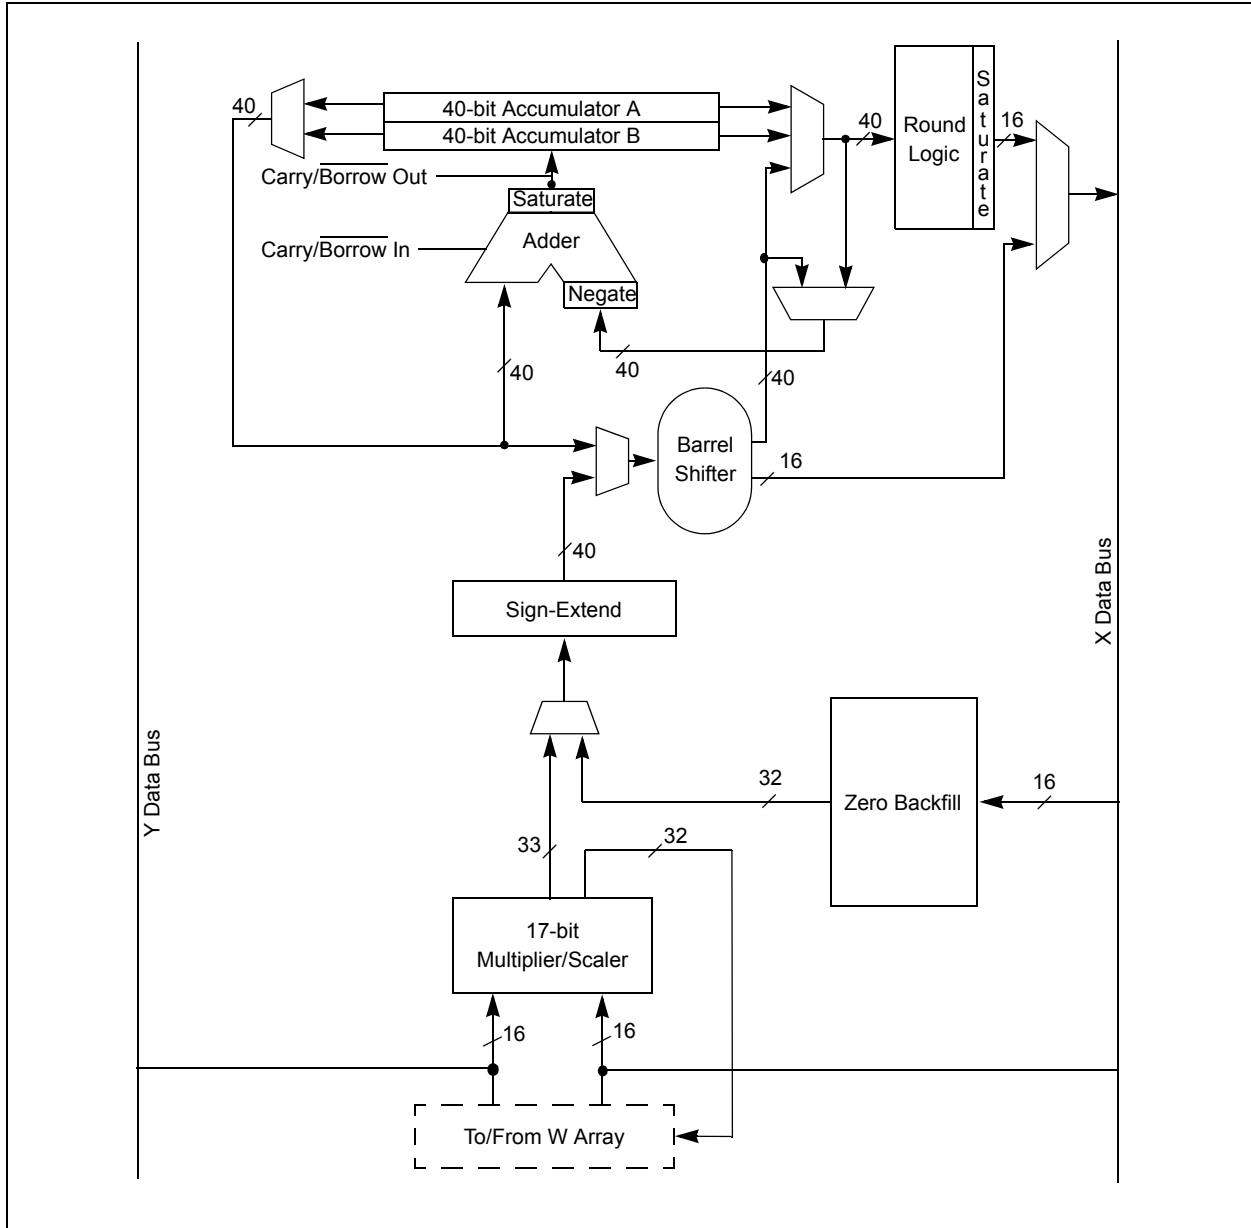 40
40-bit Accumulator A
40-bit Accumulator B
40
Round
Logic
Saturate
16
Carry/Borrow Out
Saturate
Carry/Borrow In
Adder
Negate
40
40
40
Barrel
Shifter
16
40
Sign-Extend
X Data Bus
Y Data Bus
32
Zero Backfill
16
33
32
17-bit
Multiplier/Scaler
16
16
To/From W Array